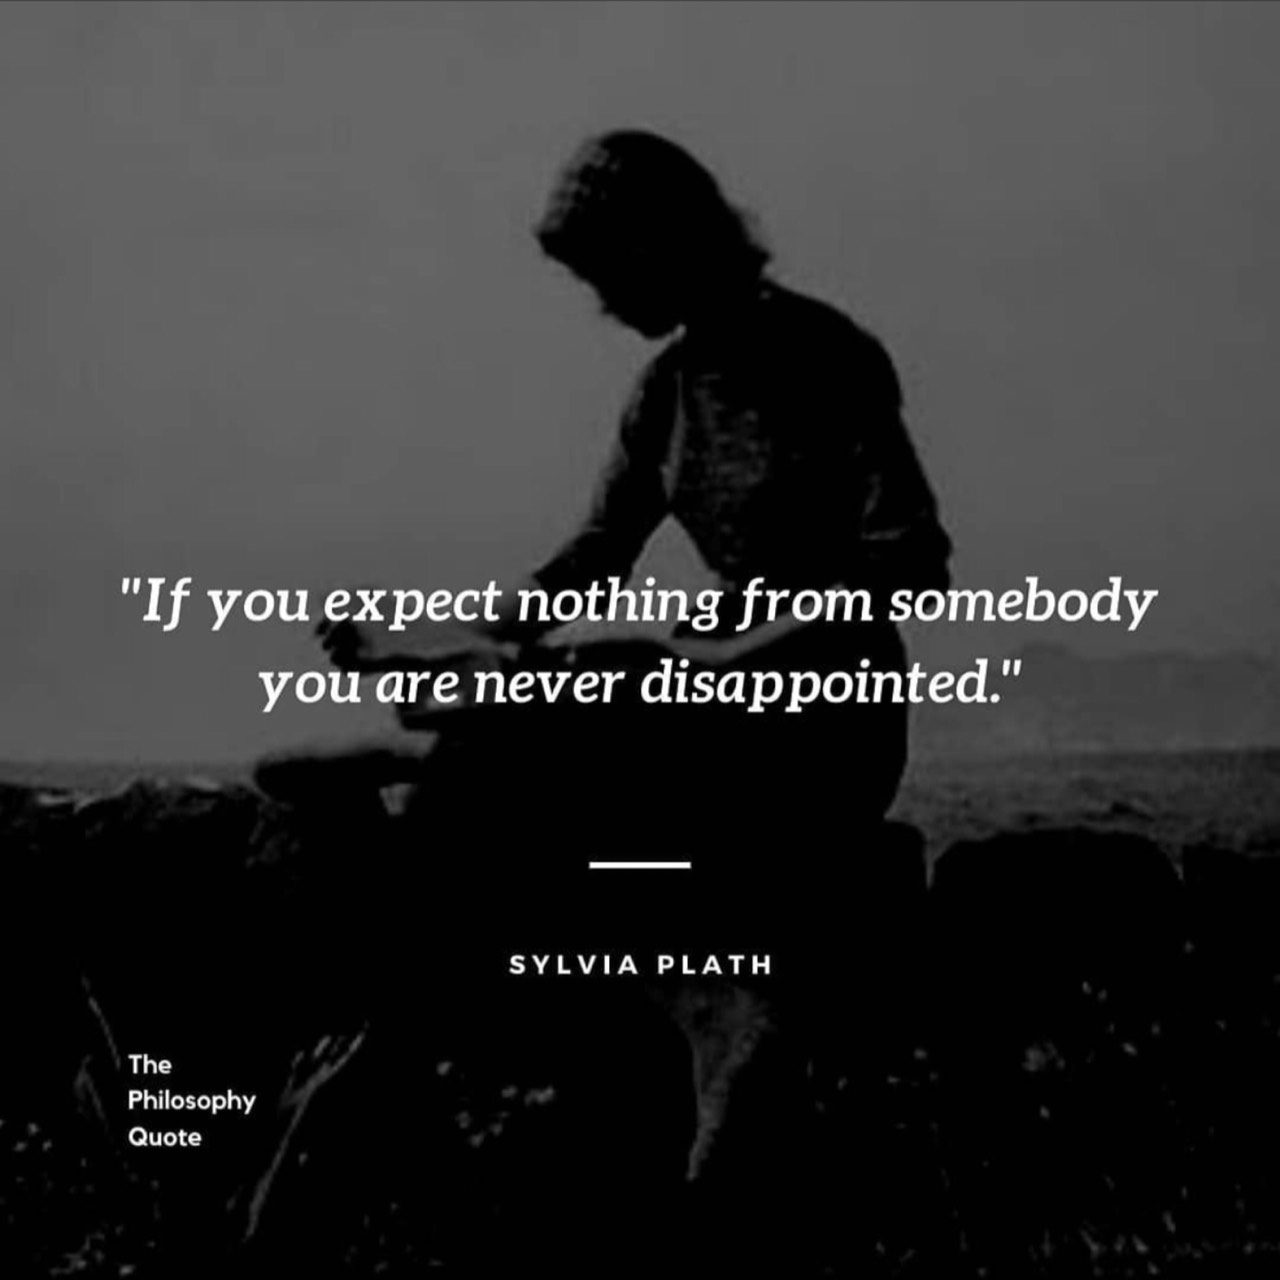 "If you expect nothing from somebody
you are never disappointed."
SYLVIA PLATH
The
Philosophy
Quote